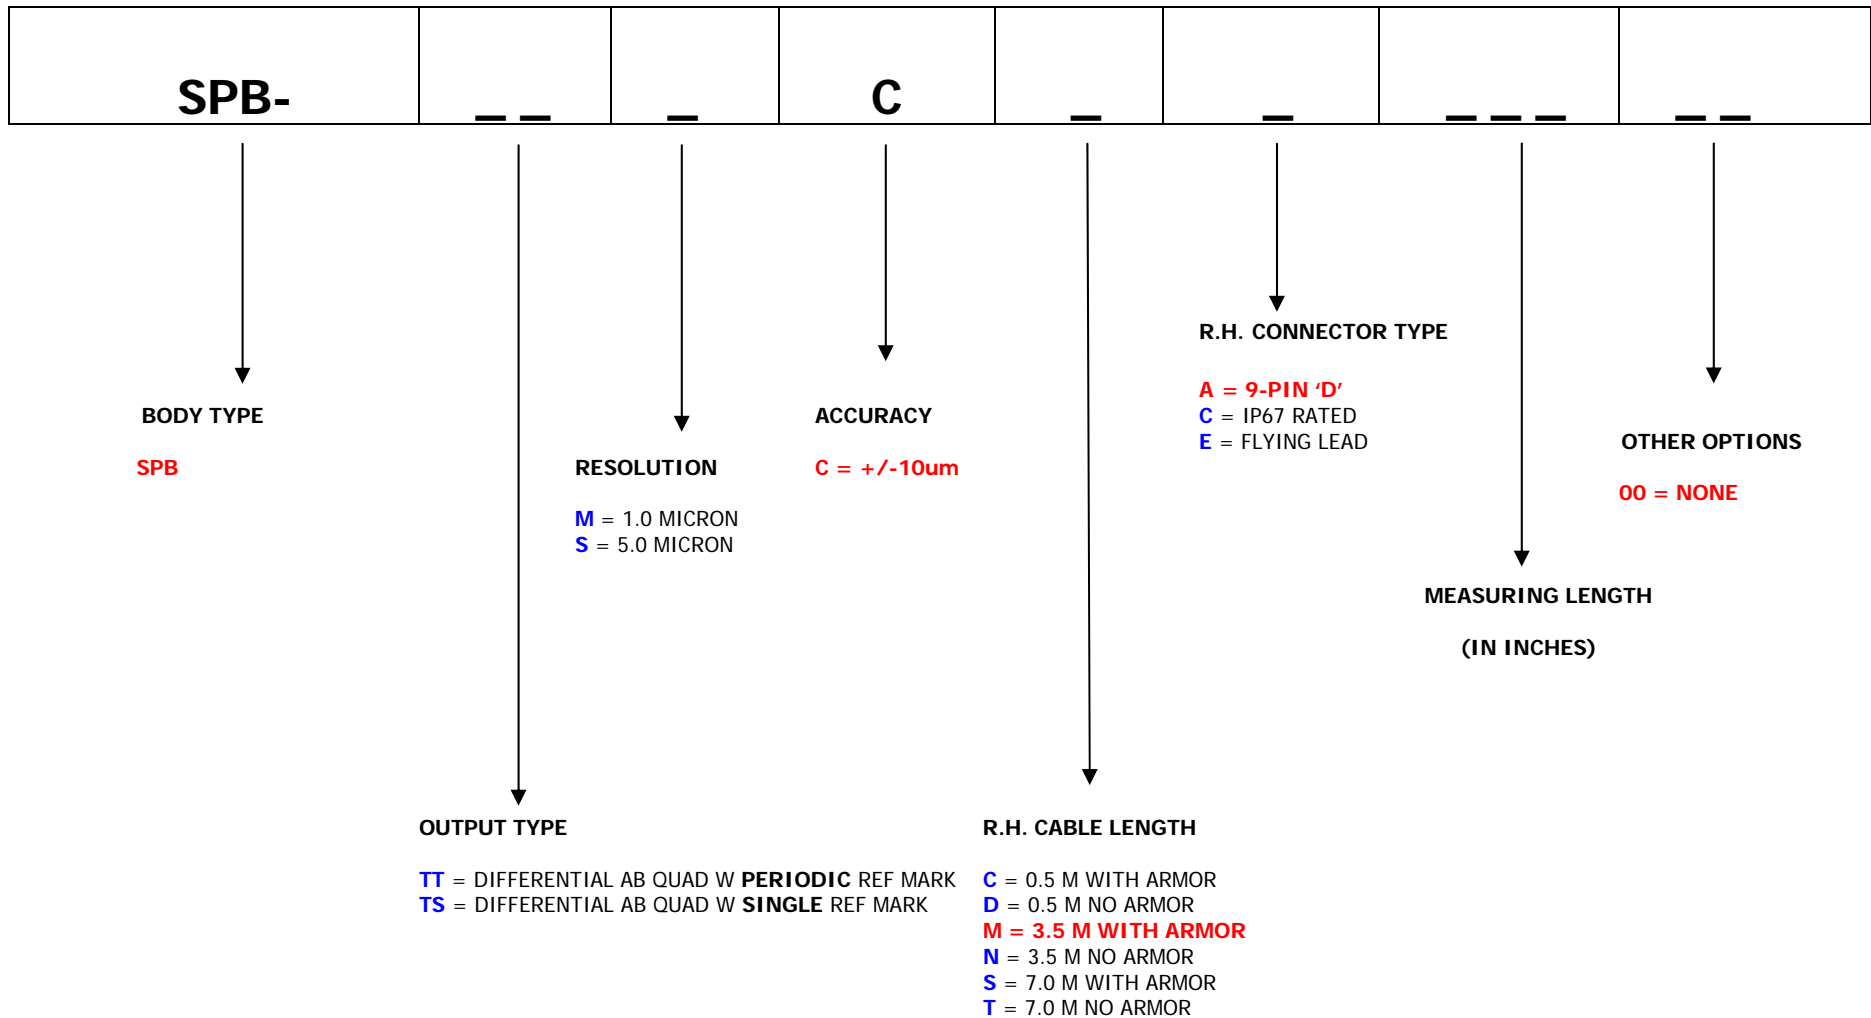 SPB- _ _ _ C _ _ _ _ _ _ _
R.H. CONNECTOR TYPE
A = 9-PIN ‘D’
C = IP67 RATED
E = FLYING LEAD
BODY TYPE
SPB
ACCURACY
C = +/-10um
OTHER OPTIONS
00 = NONE
RESOLUTION
M = 1.0 MICRON
S = 5.0 MICRON
MEASURING LENGTH
(IN INCHES)
OUTPUT TYPE
TT = DIFFERENTIAL AB QUAD W PERIODIC REF MARK
TS = DIFFERENTIAL AB QUAD W SINGLE REF MARK
R.H. CABLE LENGTH
C = 0.5 M WITH ARMOR
D = 0.5 M NO ARMOR
M = 3.5 M WITH ARMOR
N = 3.5 M NO ARMOR
S = 7.0 M WITH ARMOR
T = 7.0 M NO ARMOR